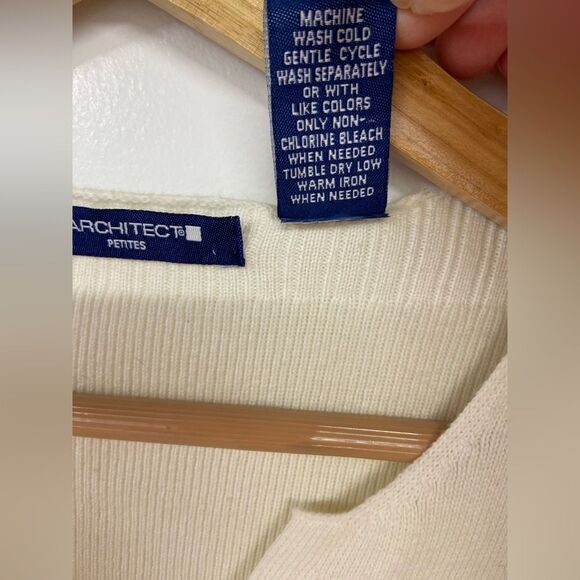 MACHINE
WASH COLD
GENTLE CYCLE
WASH SEPARATELY
OR WITH
LIKE COLORS
ONLY NON-
CHLORINE BLEACH
WHEN NEEDED
TUMBLE DRY LOW
WARM IRON
WHEN NEEDED
ARCHITECT®
PETITES